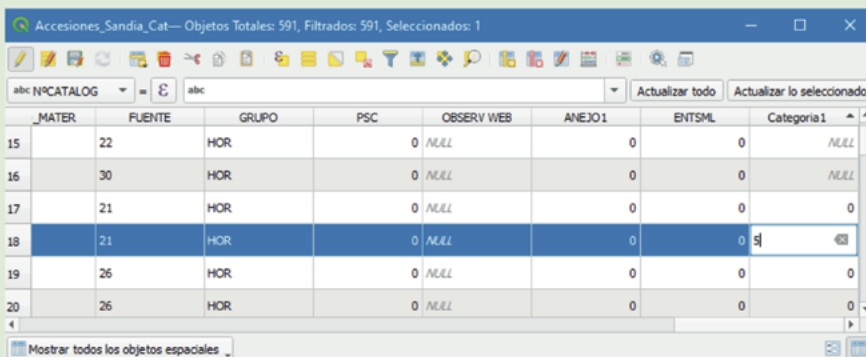 Accesiones_Sandia_Cat— Objetos Totales: 591, Filtrados: 591, Seleccionados: 1
abc NºCATALOG = ε abc Actualizar todo Actualizar lo seleccionado
_MATER FUENTE GRUPO PSC OBSERV WEB ANEJO1 ENTSML Categoria1
15 22 HOR 0 NULL 0 0 NULL
16 30 HOR 0 NULL 0 0 NULL
17 21 HOR 0 NULL 0 0 0
18 21 HOR 0 NULL 0 0 5
19 26 HOR 0 NULL 0 0 0
20 26 HOR 0 NULL 0 0 0
Mostrar todos los objetos espaciales